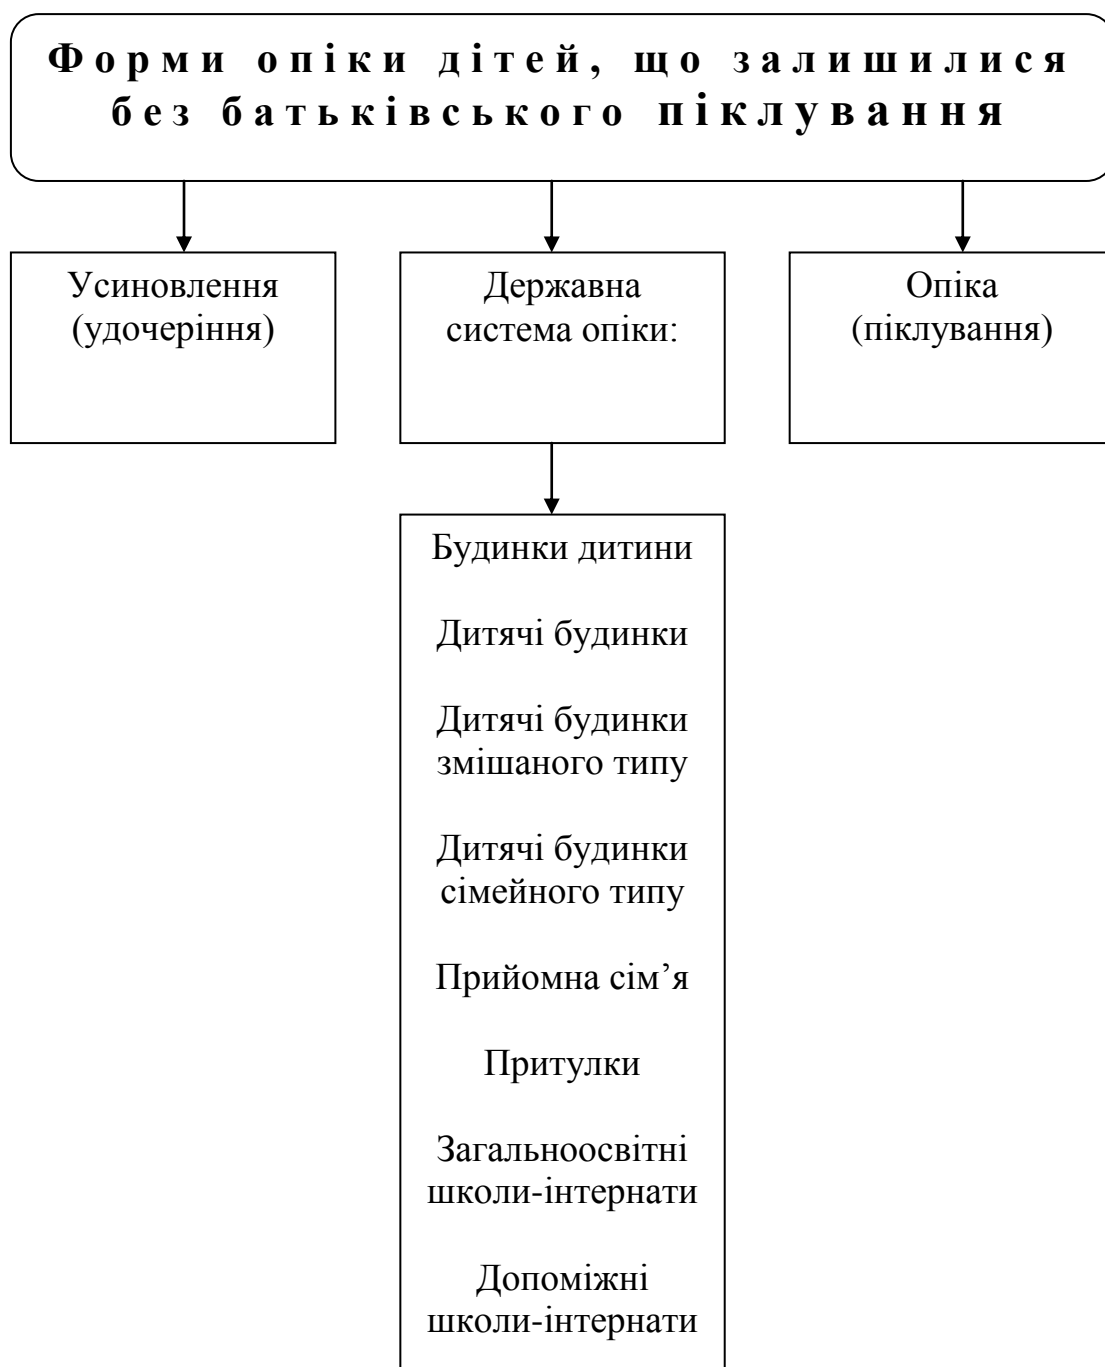 Форми опіки дітей, що залишилися
без батьківського піклування
Усиновлення
(удочеріння)
Державна
система опіки:
Опіка
(піклування)
Будинки дитини
Дитячі будинки
Дитячі будинки
змішаного типу
Дитячі будинки
сімейного типу
Прийомна сім’я
Притулки
Загальноосвітні
школи-інтернати
Допоміжні
школи-інтернати